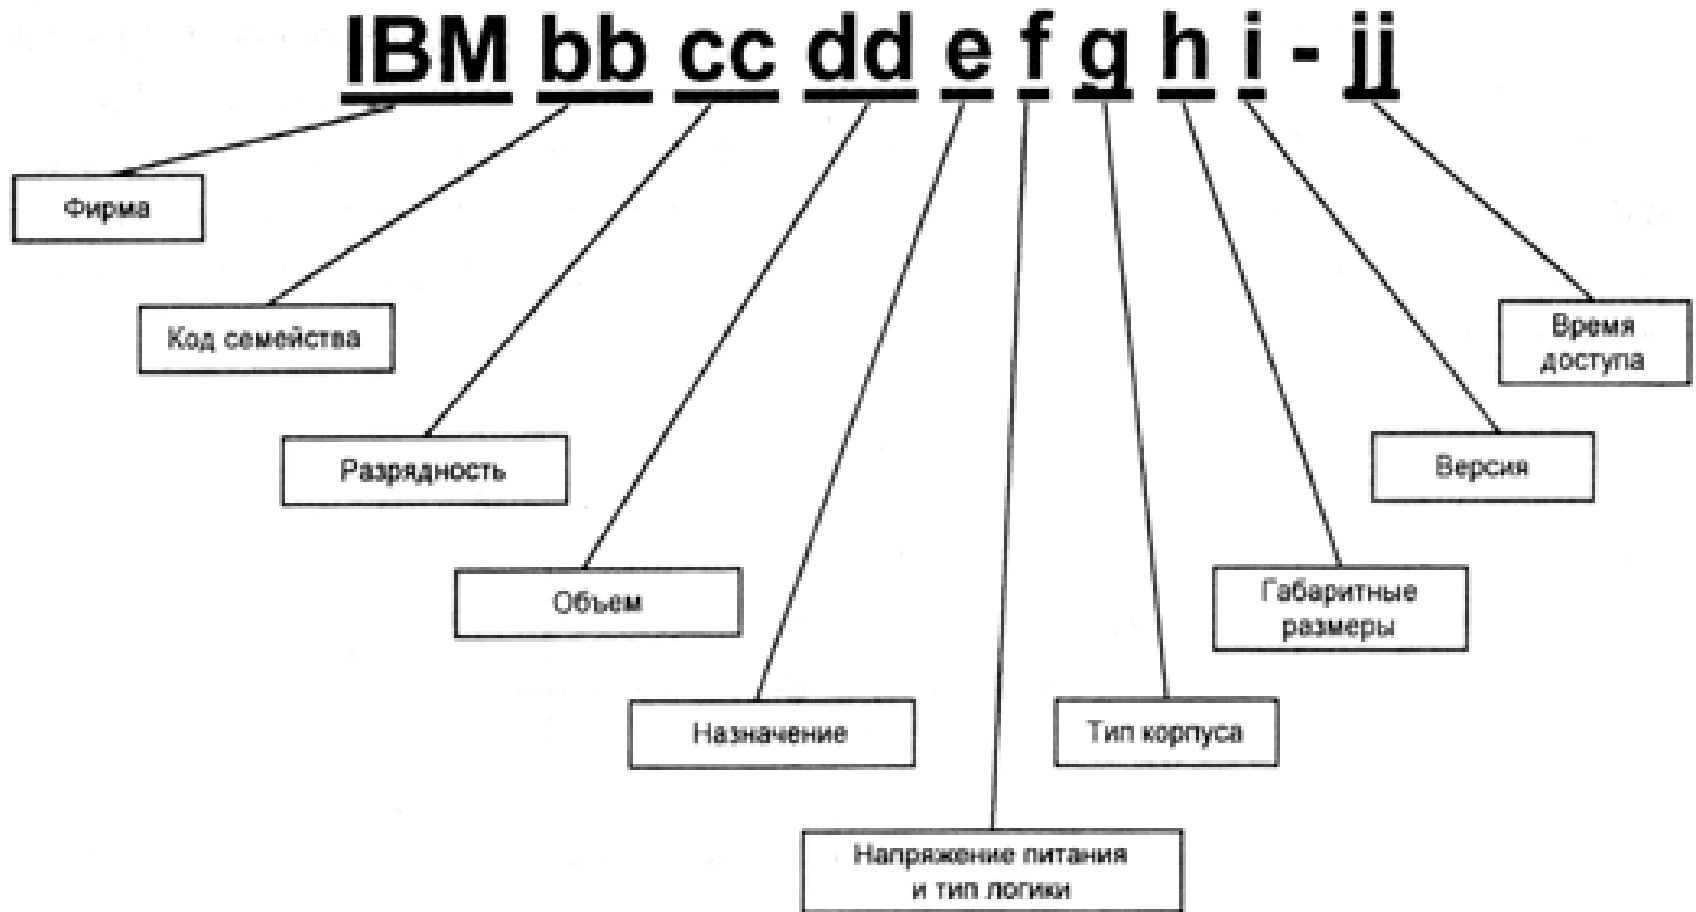 IBM bb cc dd e f g h i - jj
Фирма
Код семейства
Разрядность
Объем
Назначение
Напряжение питания
и тип логики
Тип корпуса
Габаритные
размеры
Версия
Время
доступа